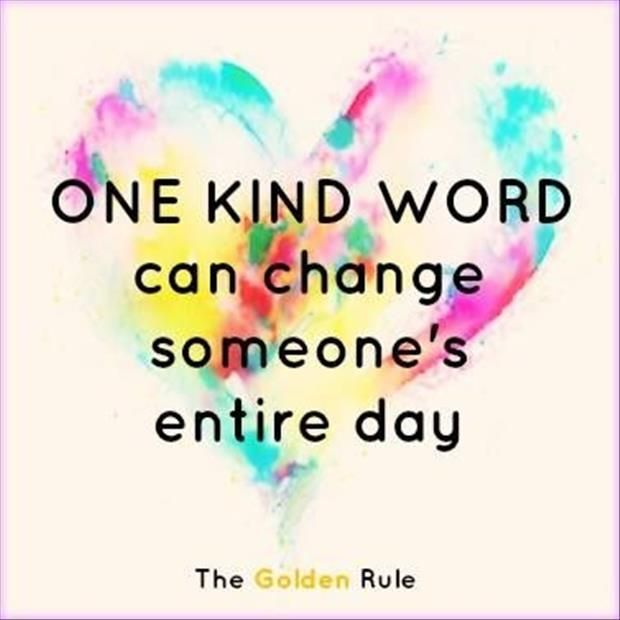 ONE KIND WORD
can change
someone's
entire day
The Golden Rule